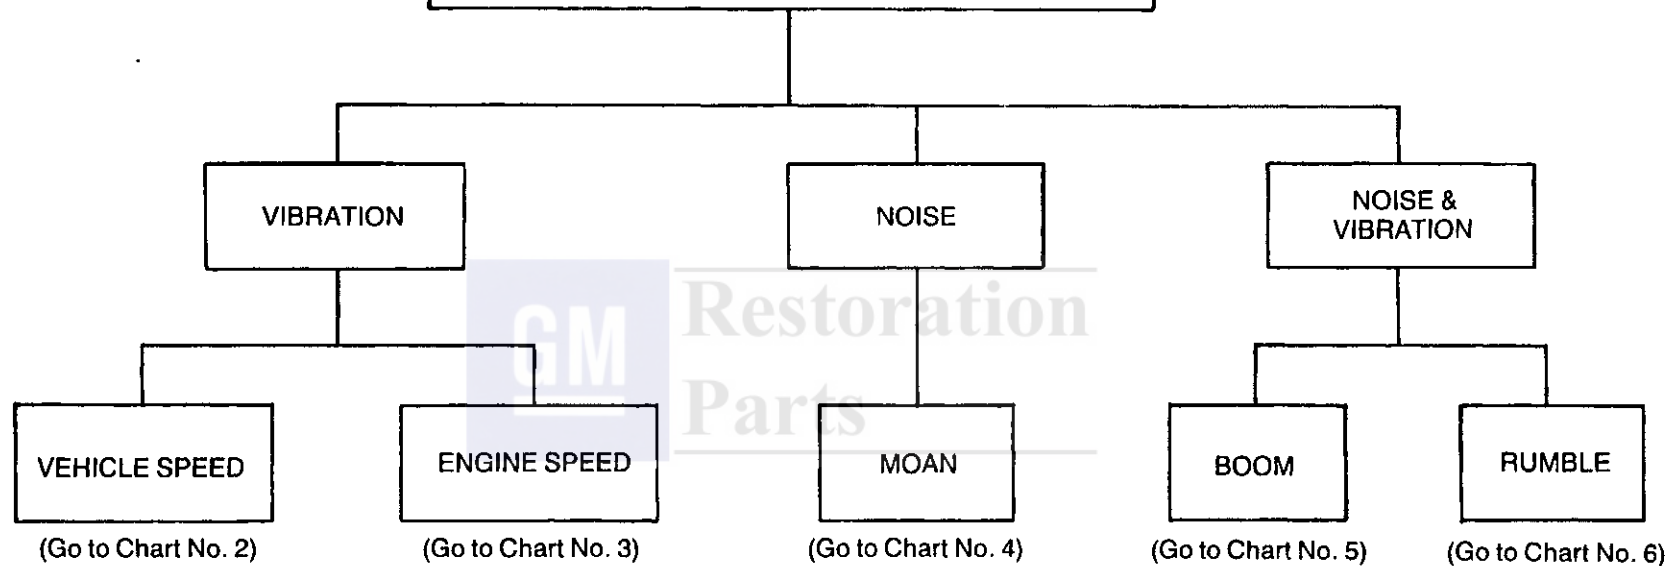 VIBRATION
NOISE
NOISE &
VIBRATION
GM
Restoration
Parts
VEHICLE SPEED
ENGINE SPEED
MOAN
BOOM
RUMBLE
(Go to Chart No. 2)
(Go to Chart No. 3)
(Go to Chart No. 4)
(Go to Chart No. 5)
(Go to Chart No. 6)